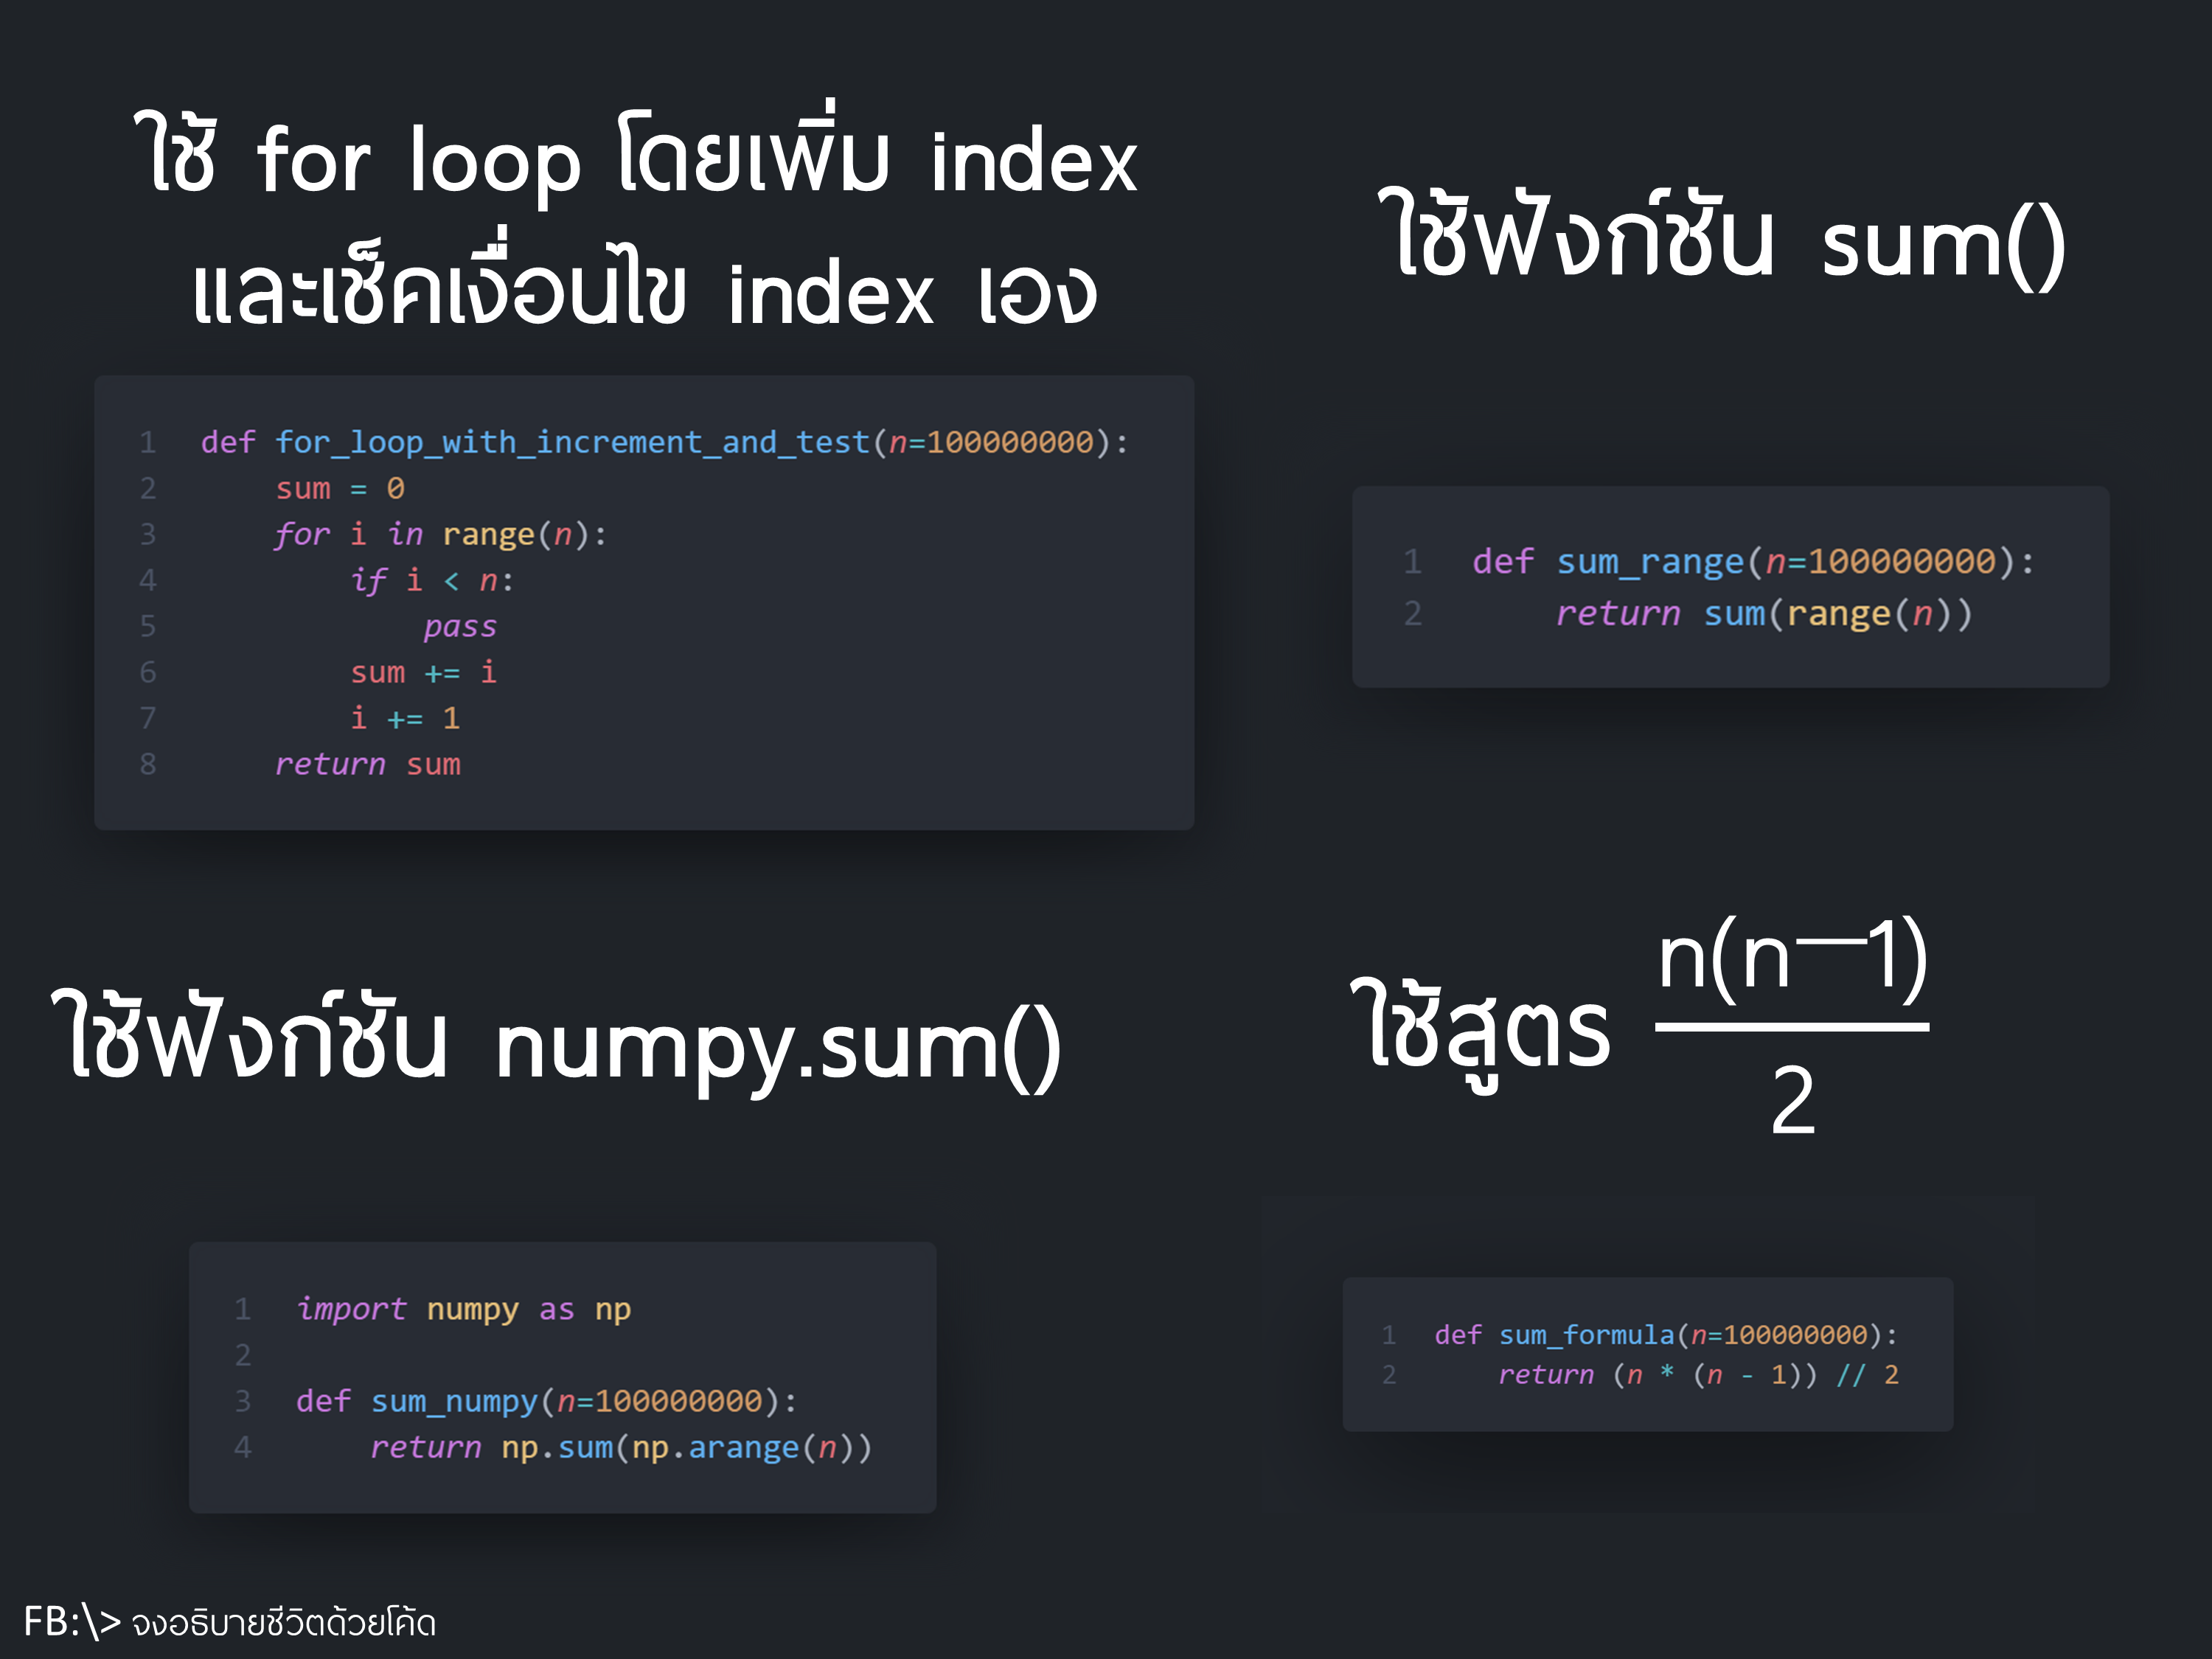 ใช้ for loop โดยเพิ่ม index
และเช็คเงื่อนไข index เอง
1 def for_loop_with_increment_and_test(n=100000000):
2     sum = 0
3     for i in range(n):
4         if i < n:
5             pass
6         sum += i
7         i += 1
8     return sum
ใช้ฟังก์ชัน sum()
1 def sum_range(n=100000000):
2     return sum(range(n))
ใช้ฟังก์ชัน numpy.sum()
1 import numpy as np
2
3 def sum_numpy(n=100000000):
4     return np.sum(np.arange(n))
ใช้สูตร n(n—1)
2
1 def sum_formula(n=100000000):
2     return (n * (n - 1)) // 2
FB:\> จงอธิบายชีวิตด้วยโค้ด